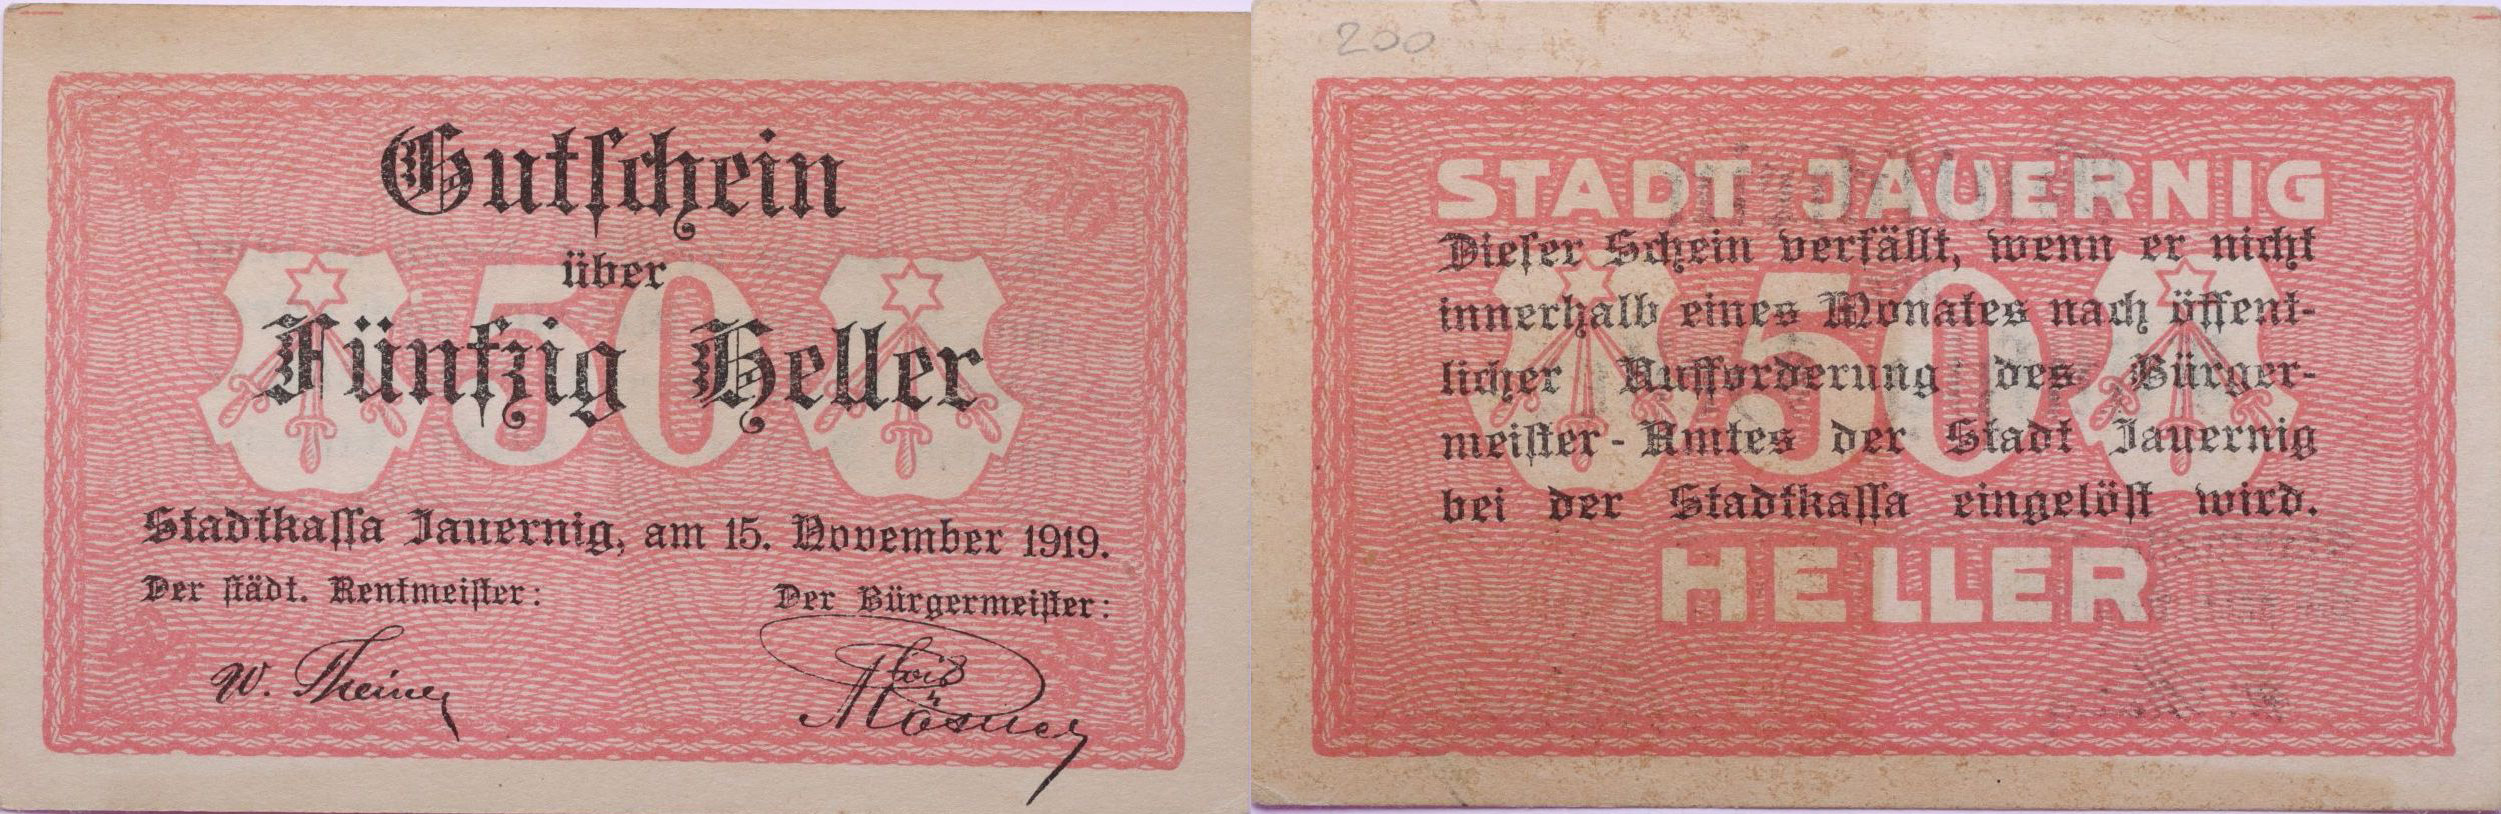 Gutschein
über
50
Fünfzig Heller
Stadtkassa Jauernig, am 15. November 1919.
Der städt. Rentmeister: Der Bürgermeister:
W. Theiner
Alois
Rösner
200
STADT JAUERNIG
Dieser Schein verfällt, wenn er nicht
innerhalb eines Monates nach öffent-
licher Aufforderung des Bürger-
meister-Amtes der Stadt Jauernig
bei der Stadtkassa eingelöst wird.
50
HELLER